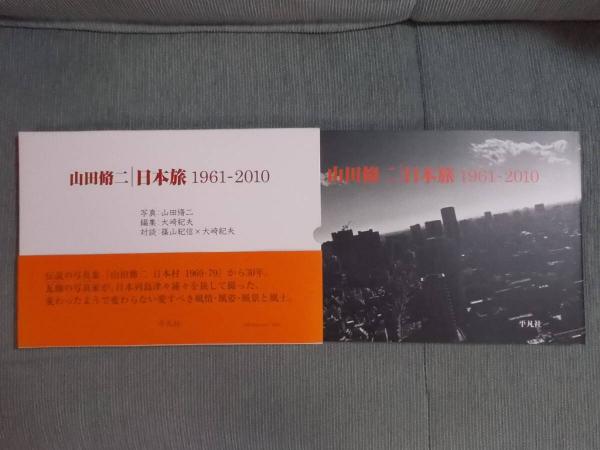 山田脩二|日本旅 1961-2010
写真:山田脩二
編集:大崎紀夫
対談:篠山紀信×大崎紀夫
伝説の写真集『山田脩二 日本村 1969-79』から30年。
瓦師の写真家が、日本列島津々浦々を旅して撮った、
変わったようで変わらない愛すべき風情・風姿・風景と風土。
平凡社
山田脩二|日本旅 1961-2010
平凡社